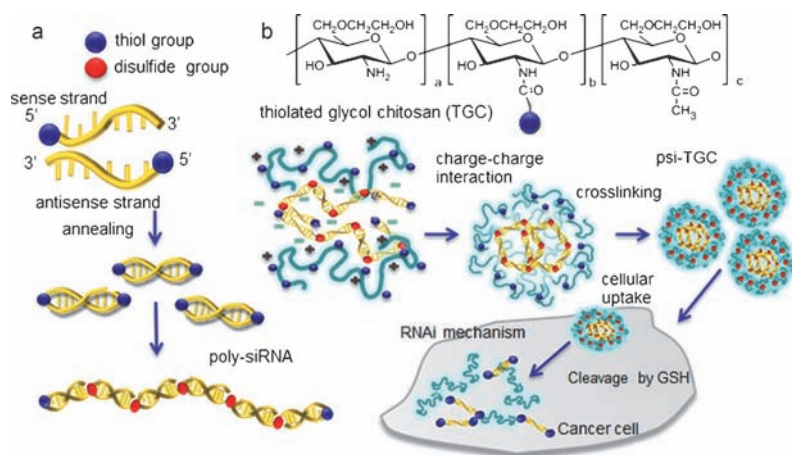 a
thiol group
disulfide group
sense strand
5'
3'
3'
5'
antisense strand
annealing
poly-siRNA
b
CH₂OCH₂CH₂OH
CH₂OCH₂CH₂OH
CH₂OCH₂CH₂OH
O
O
O
O
O
O
HO
HO
HO
NH₂
NH
NH
a
b
c
C=O
C=O
CH₃
thiolated glycol chitosan (TGC)
charge-charge
interaction
crosslinking
psi-TGC
cellular
uptake
RNAi mechanism
Cleavage by GSH
Cancer cell